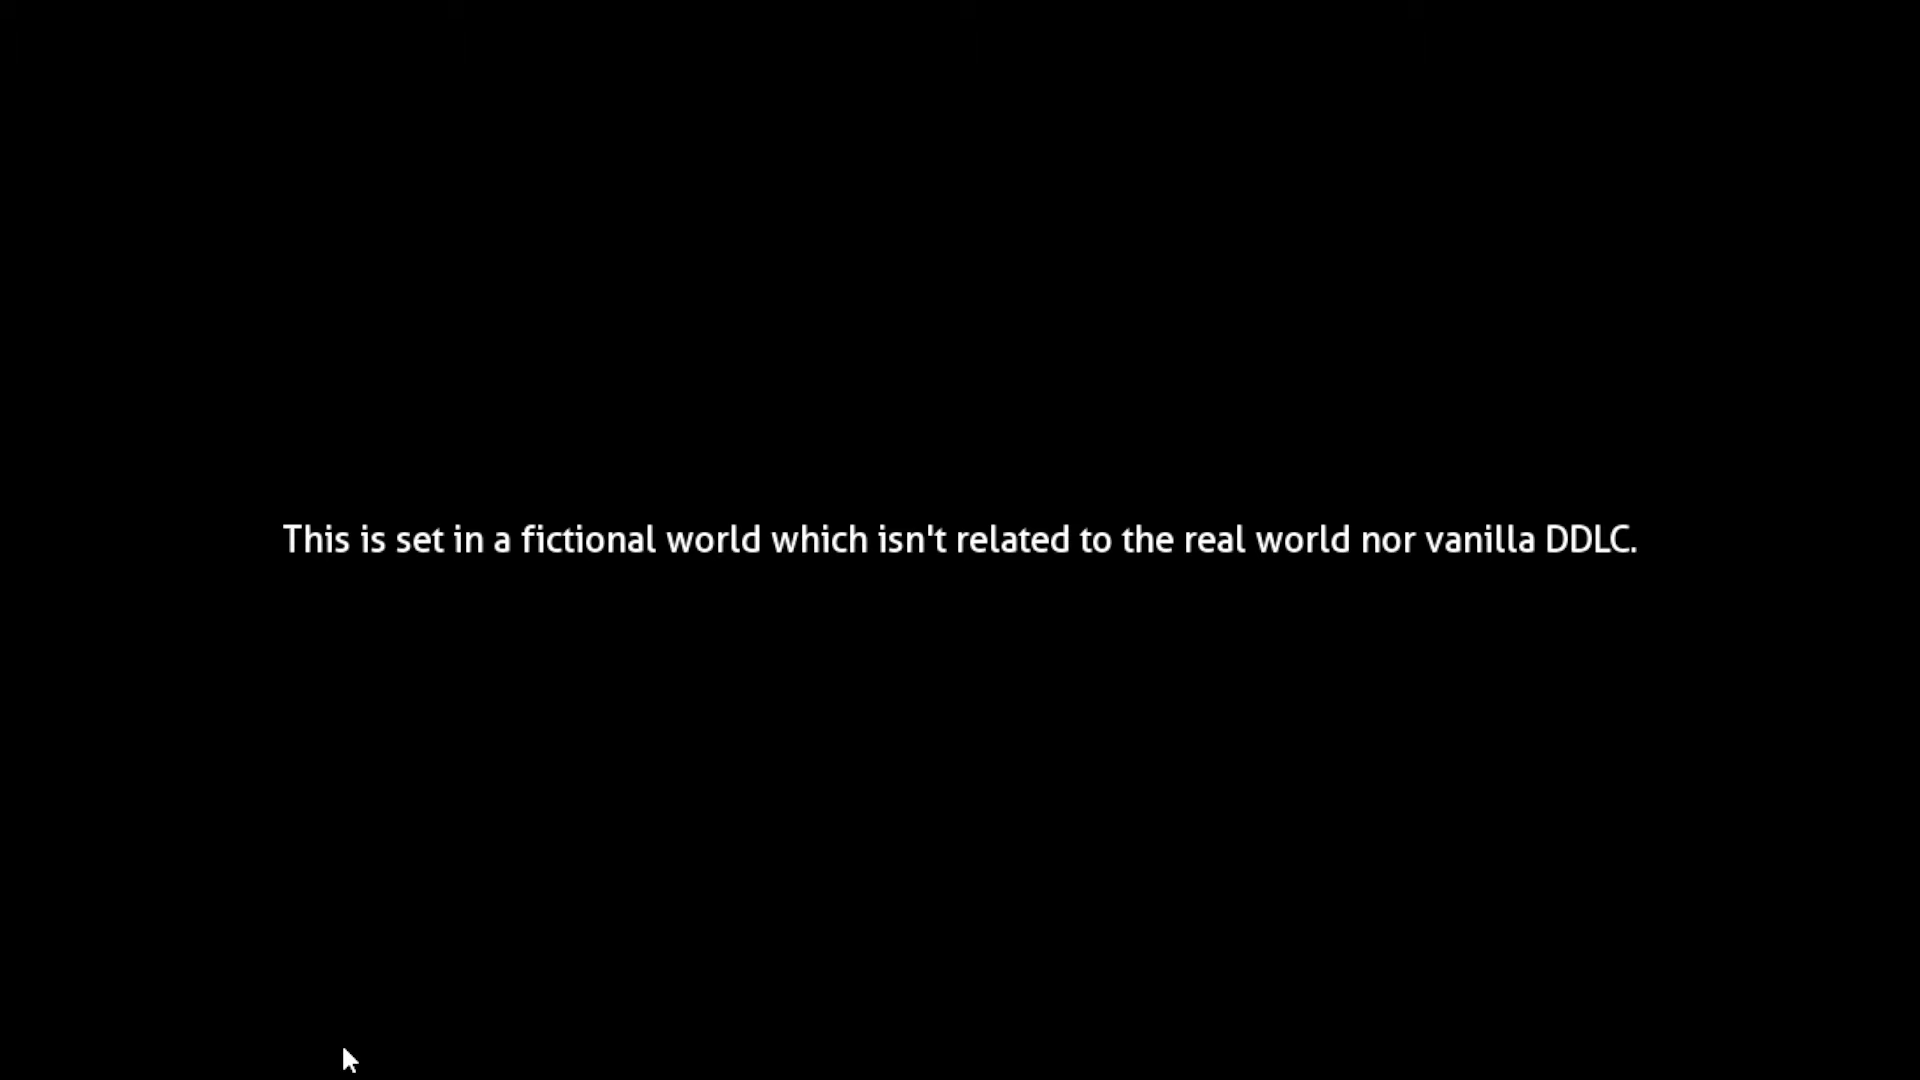 This is set in a fictional world which isn't related to the real world nor vanilla DDLC.